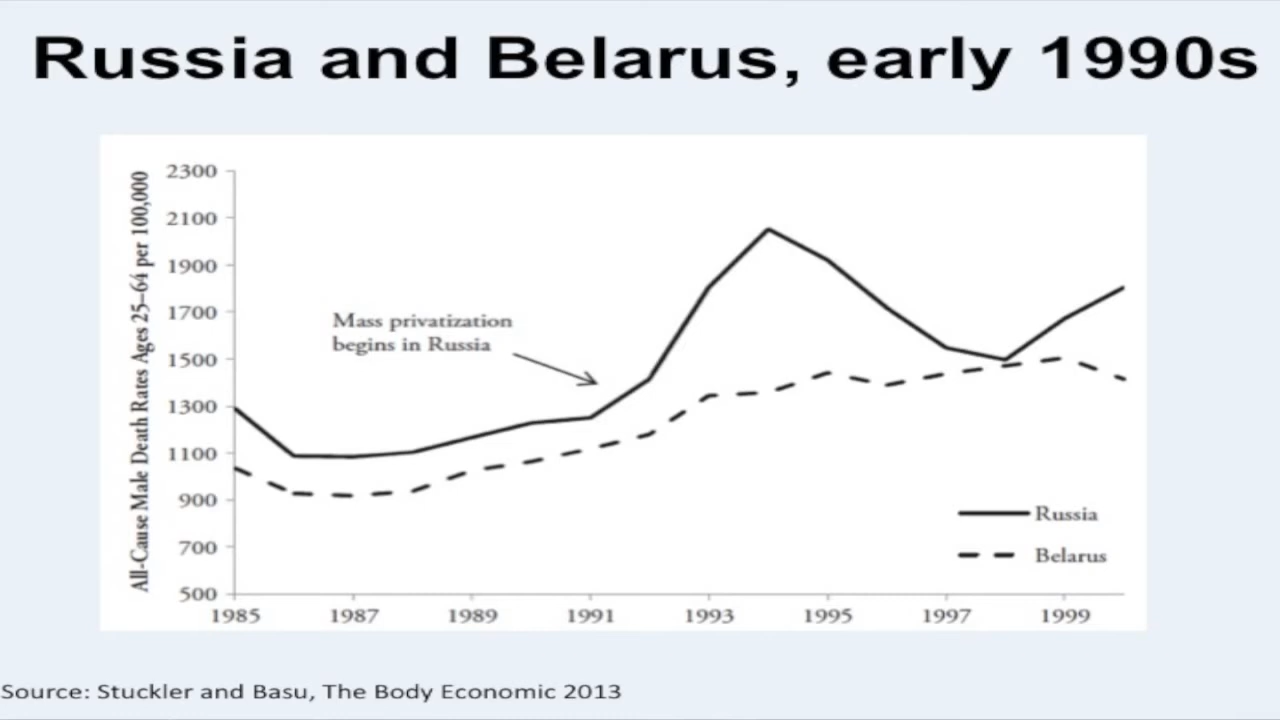 Russia and Belarus, early 1990s
All-Cause Male Death Rates Ages 25–64 per 100,000
2300
2100
1900
1700
1500
1300
1100
900
700
500
Mass privatization
begins in Russia
Russia
Belarus
1985 1987 1989 1991 1993 1995 1997 1999
Source: Stuckler and Basu, The Body Economic 2013